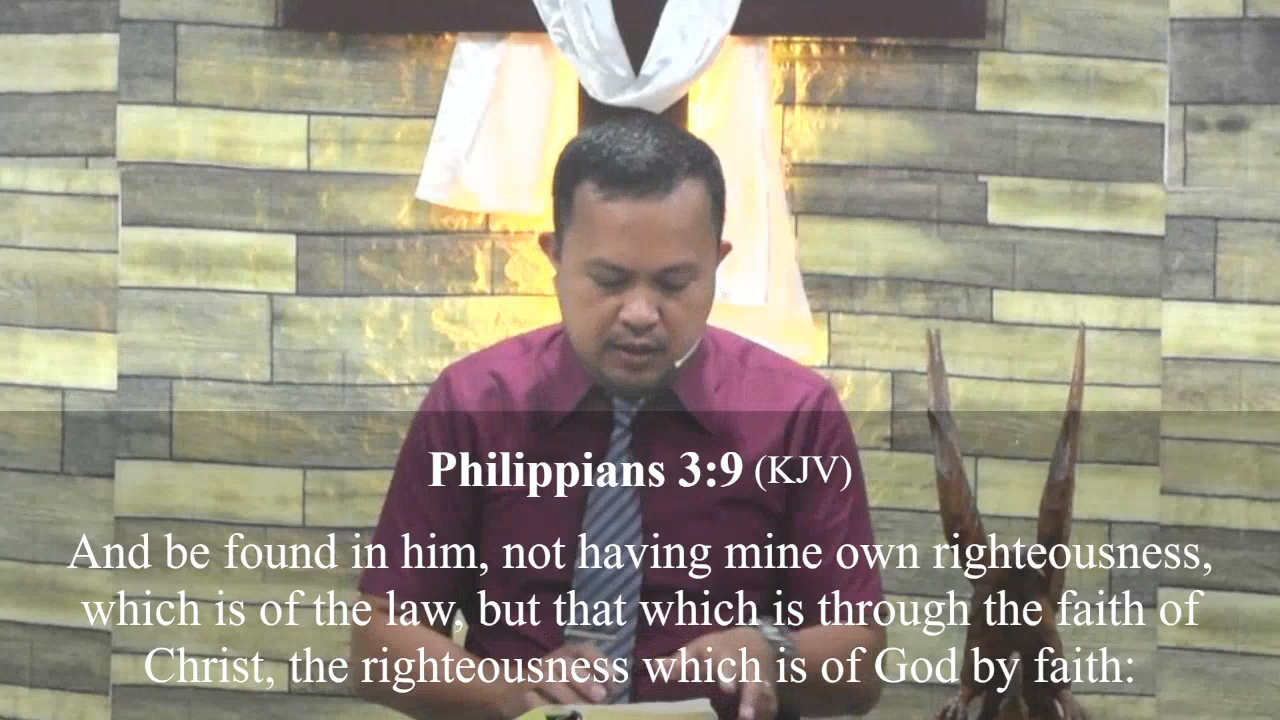 Philippians 3:9 (KJV)
And be found in him, not having mine own righteousness,
which is of the law, but that which is through the faith of
Christ, the righteousness which is of God by faith: